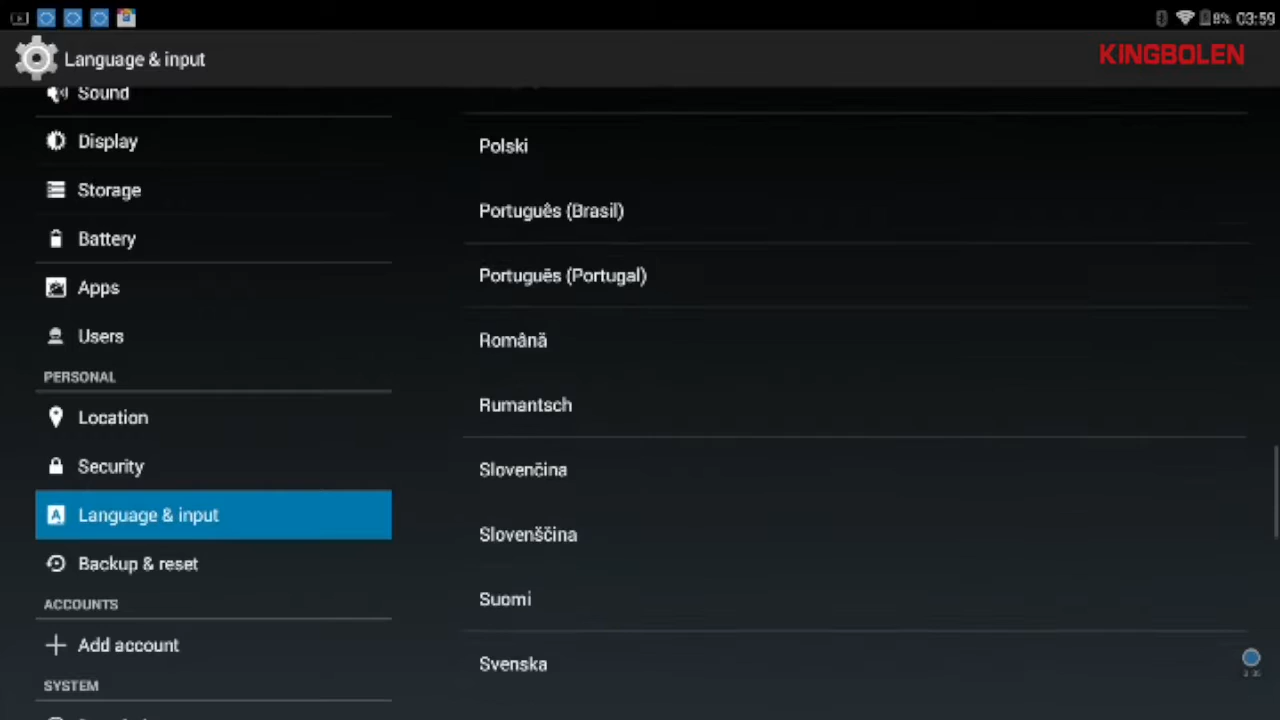 8% 03:59
Language & input
KINGBOLEN
Sound
Display
Storage
Battery
Apps
Users
PERSONAL
Location
Security
Language & input
Backup & reset
ACCOUNTS
Add account
SYSTEM
Polski
Português (Brasil)
Português (Portugal)
Română
Rumantsch
Slovenčina
Slovenščina
Suomi
Svenska